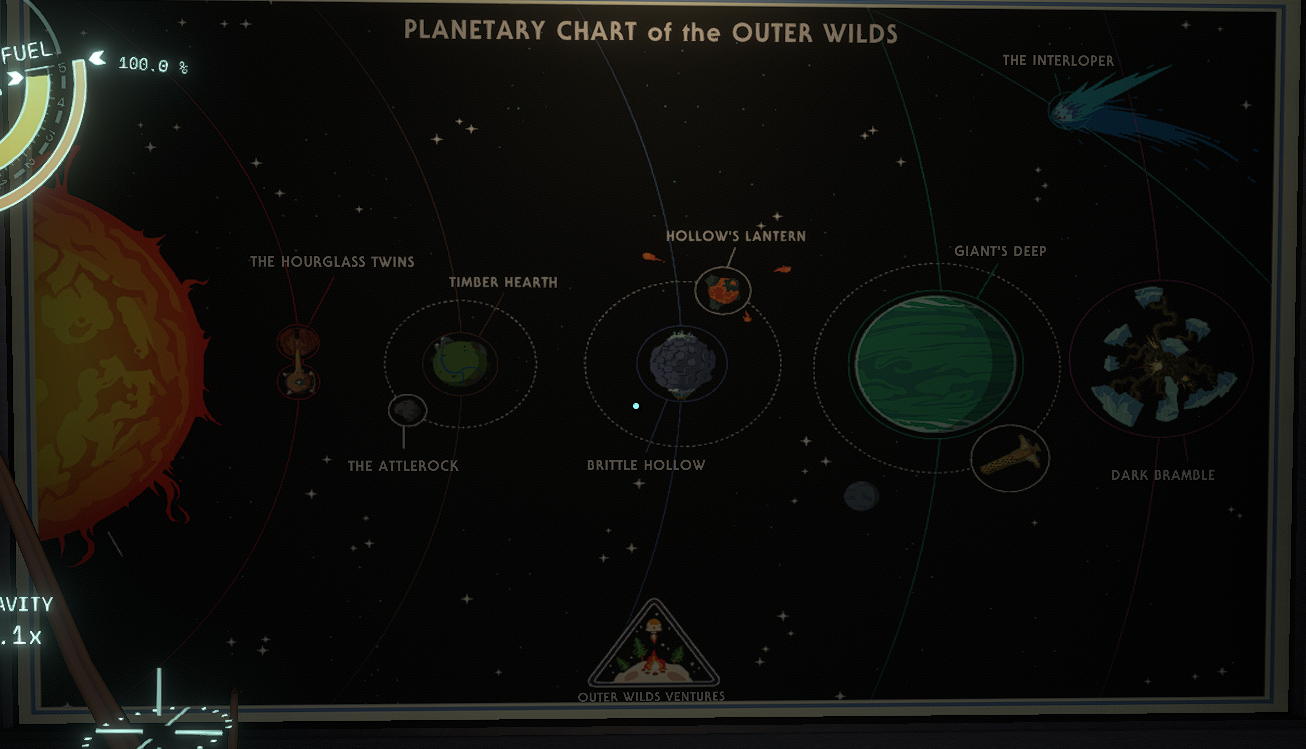 PLANETARY CHART of the OUTER WILDS
FUEL
100.0 %
THE INTERLOPER
HOLLOW'S LANTERN
GIANT'S DEEP
THE HOURGLASS TWINS
TIMBER HEARTH
THE ATTLEROCK
BRITTLE HOLLOW
DARK BRAMBLE
AVITY
.1x
OUTER WILDS VENTURES